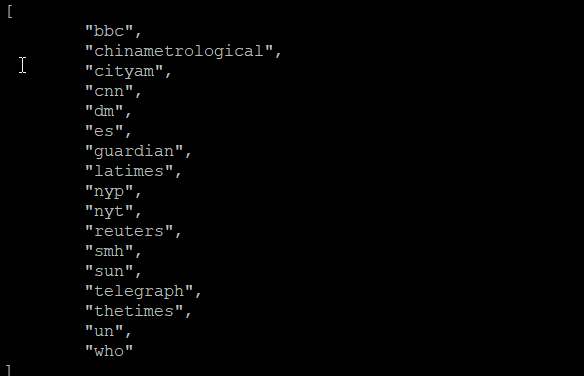 [
"bbc",
"chinametrological",
"cityam",
"cnn",
"dm",
"es",
"guardian",
"latimes",
"nyp",
"nyt",
"reuters",
"smh",
"sun",
"telegraph",
"thetimes",
"un",
"who"
]